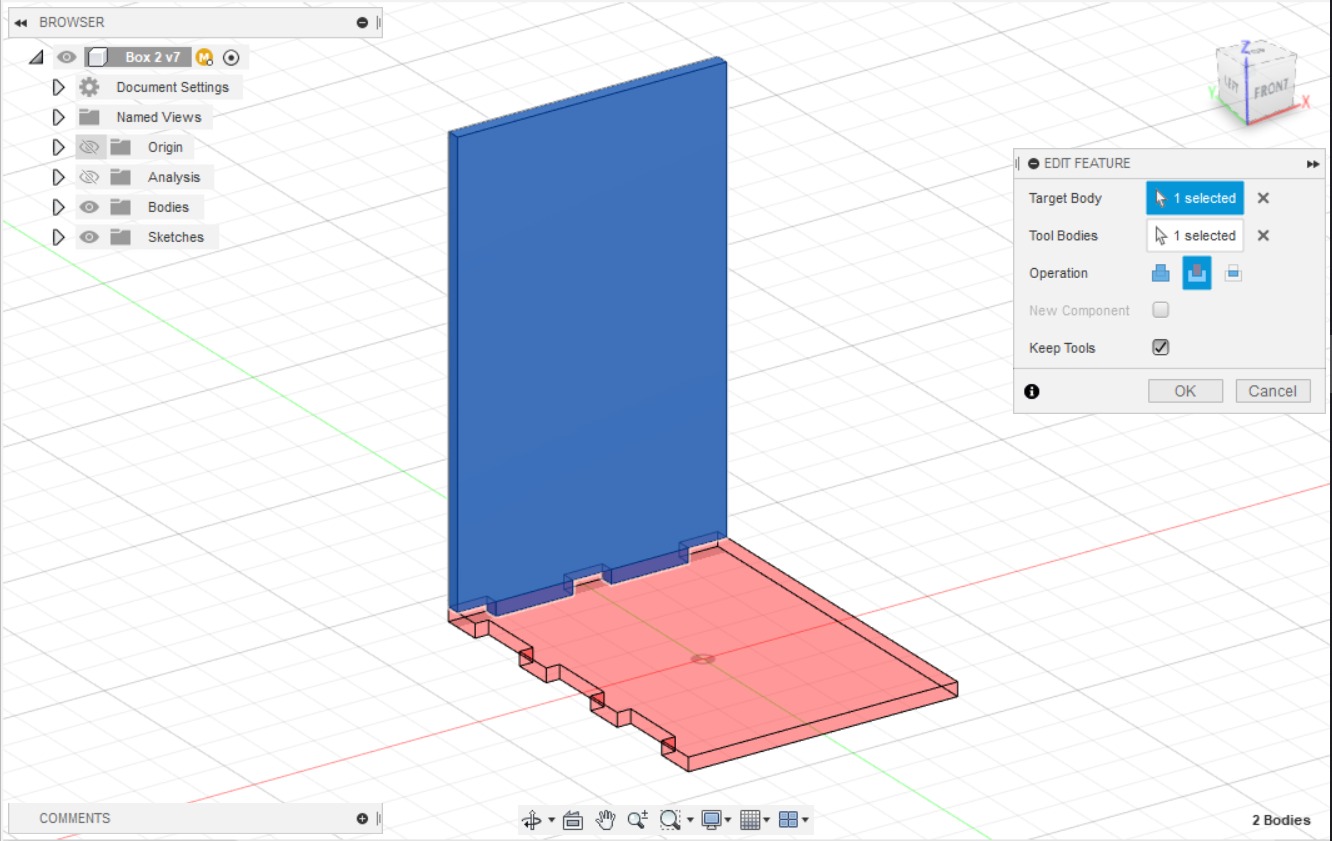 BROWSER
Box 2 v7
Document Settings
Named Views
Origin
Analysis
Bodies
Sketches
Z
TOP
LEFT
FRONT
Y
X
EDIT FEATURE
Target Body 1 selected
Tool Bodies 1 selected
Operation
New Component
Keep Tools
OK Cancel
COMMENTS
2 Bodies